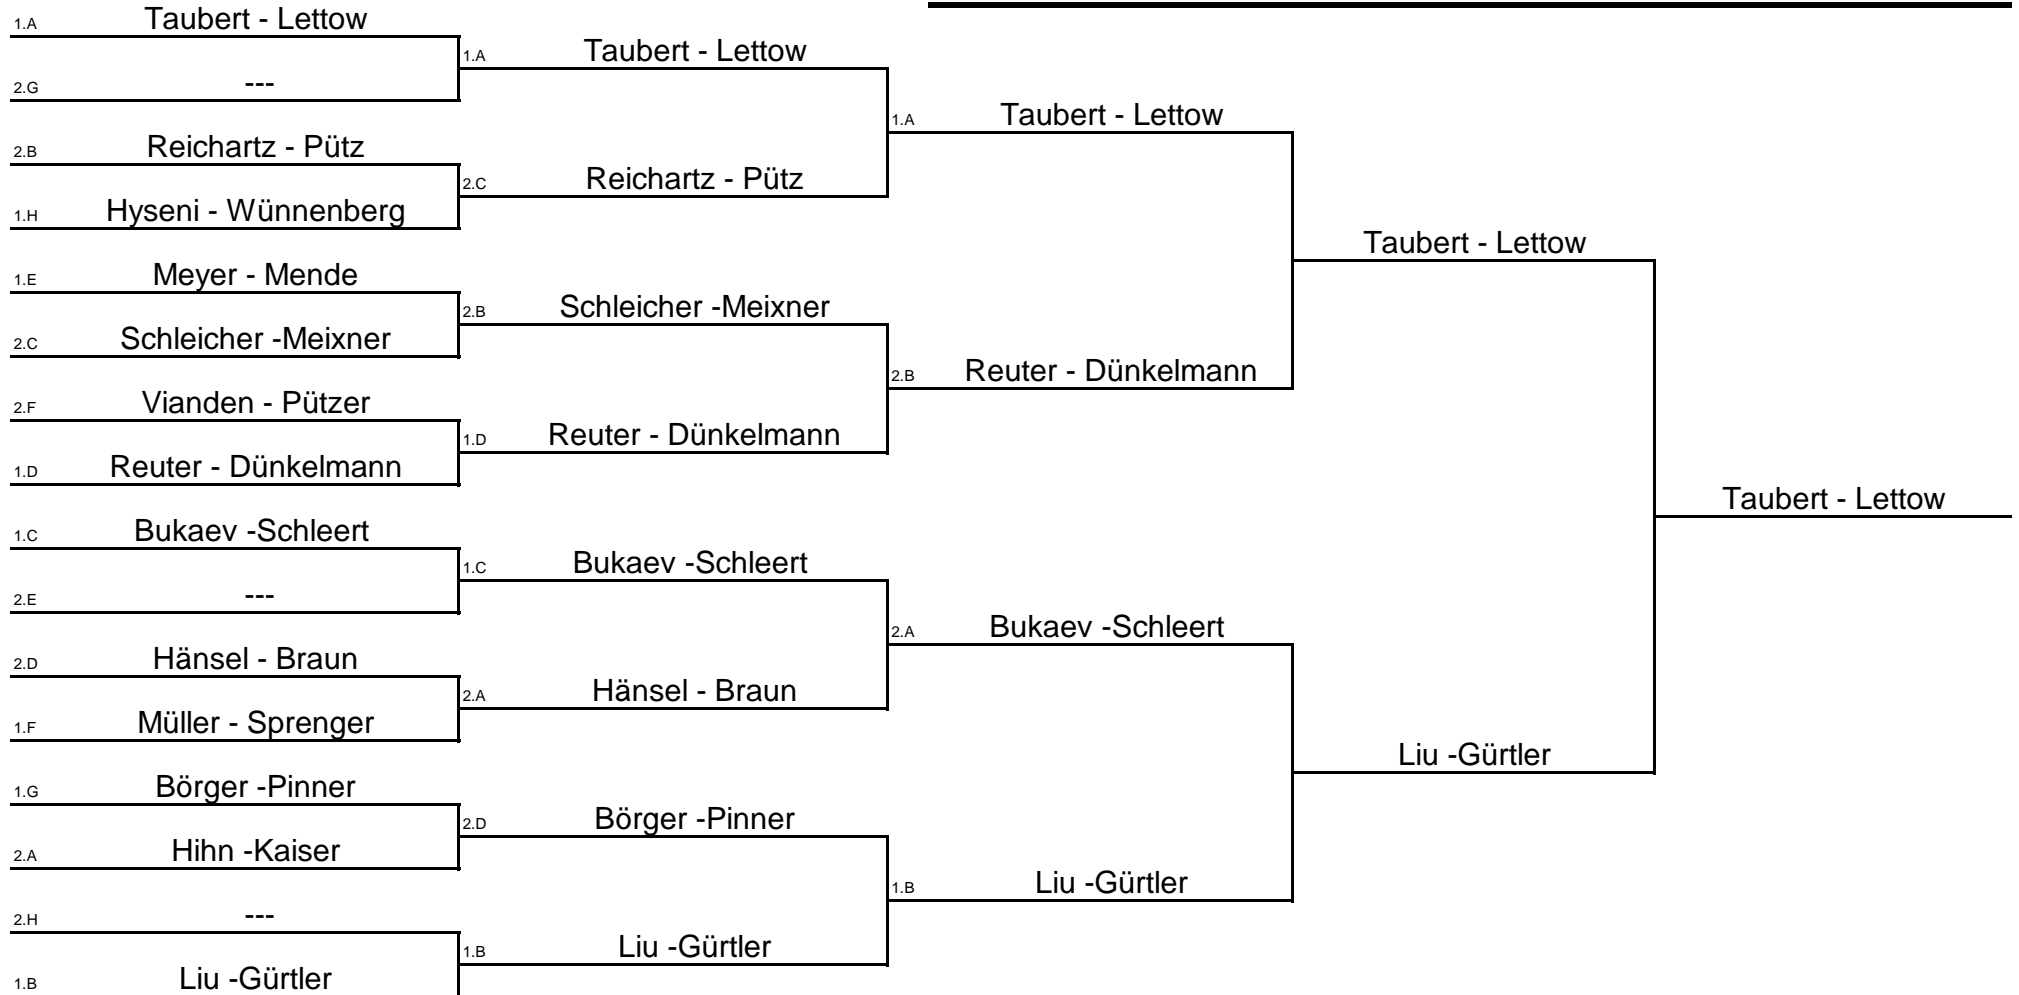 1.A Taubert - Lettow
1.A Taubert - Lettow
2.G ---
1.A Taubert - Lettow
2.B Reichartz - Pütz
2.C Reichartz - Pütz
1.H Hyseni - Wünnenberg
Taubert - Lettow
1.E Meyer - Mende
2.B Schleicher -Meixner
2.C Schleicher -Meixner
2.B Reuter - Dünkelmann
2.F Vianden - Pützer
1.D Reuter - Dünkelmann
1.D Reuter - Dünkelmann
Taubert - Lettow
1.C Bukaev -Schleert
1.C Bukaev -Schleert
2.E ---
2.A Bukaev -Schleert
2.D Hänsel - Braun
2.A Hänsel - Braun
1.F Müller - Sprenger
Liu -Gürtler
1.G Börger -Pinner
2.D Börger -Pinner
2.A Hihn -Kaiser
1.B Liu -Gürtler
2.H ---
1.B Liu -Gürtler
1.B Liu -Gürtler